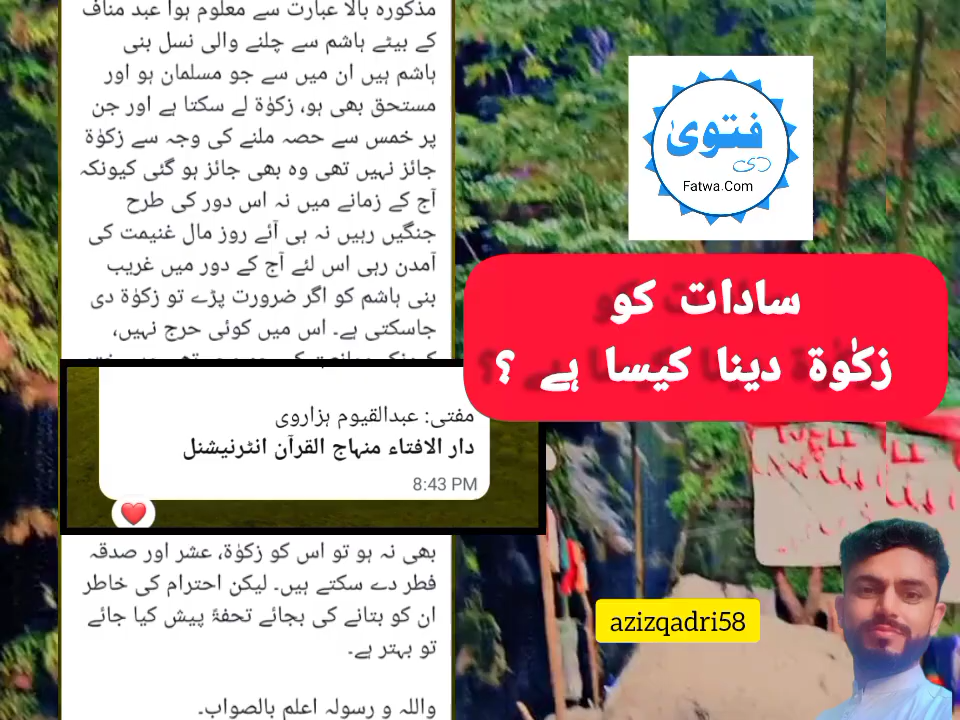 مذکورہ بالا عبارت سے معلوم ہوا عبد مناف
کے بیٹے ہاشم سے چلنے والی نسل بنی
ہاشم ہیں ان میں سے جو مسلمان ہو اور
مستحق بھی ہو، زکوٰۃ لے سکتا ہے اور جن
پر خمس سے حصہ ملنے کی وجہ سے زکوٰۃ
جائز نہیں تھی وہ بھی جائز ہو گئی کیونکہ
آج کے زمانے میں نہ اس دور کی طرح
جنگیں رہیں نہ ہی آئے روز مال غنیمت کی
آمدن رہی اس لئے آج کے دور میں غریب
بنی ہاشم کو اگر ضرورت پڑے تو زکوٰۃ دی
جاسکتی ہے۔ اس میں کوئی حرج نہیں،
مفتی: عبدالقیوم ہزاروی
دار الافتاء منہاج القرآن انٹرنیشنل
8:43 PM
بھی نہ ہو تو اس کو زکوٰۃ، عشر اور صدقہ
فطر دے سکتے ہیں۔ لیکن احترام کی خاطر
ان کو بتانے کی بجائے تحفۃً پیش کیا جائے
تو بہتر ہے۔
واللہ و رسولہ اعلم بالصواب۔
فتویٰ
دی
Fatwa.Com
سادات کو
زکوٰۃ دینا کیسا ہے ؟
azizqadri58